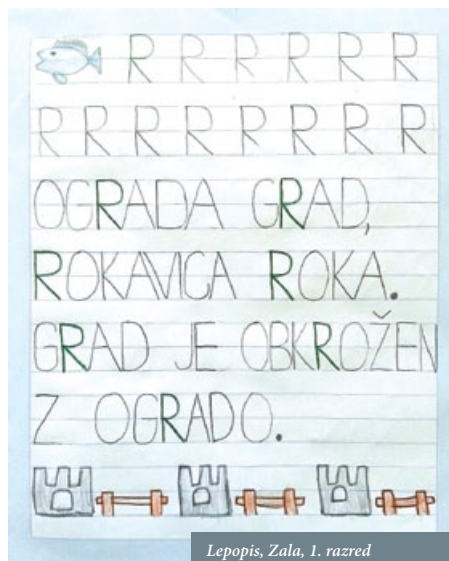 R R R R R R
R R R R R R R R
OGRADA GRAD,
ROKAVICA ROKA.
GRAD JE OBKROŽEN
Z OGRADO.
Lepopis, Zala, 1. razred